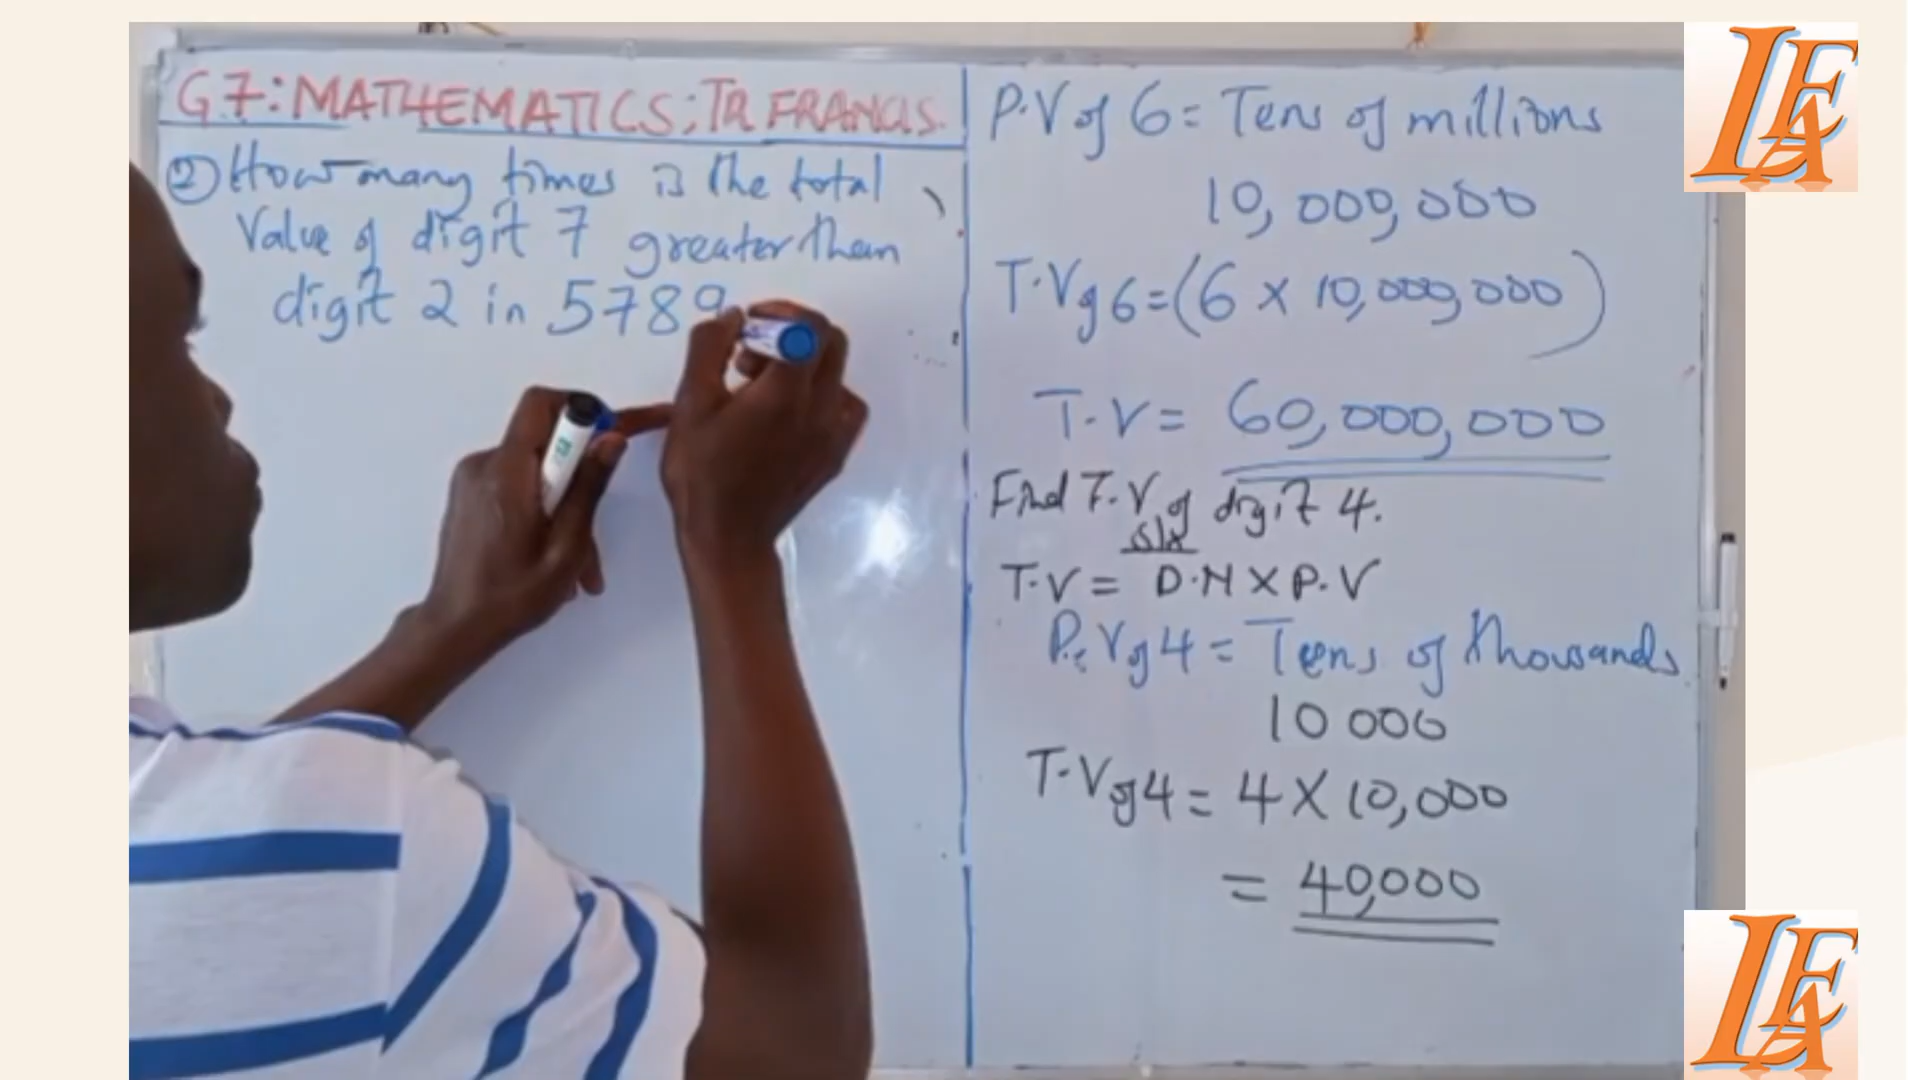 G7: MATHEMATICS; TR FRANCIS.
2) How many times is the total
Value of digit 7 greater than
digit 2 in 5789
P.V of 6 = Tens of millions
10,000,000
T.V of 6 = (6 × 10,000,000)
T.V = 60,000,000
Find T.V of digit 4.
T.V = D.N × P.V
P.V of 4 = Tens of thousands
10 000
T.V of 4 = 4 × 10,000
= 40,000
LEA
LEA